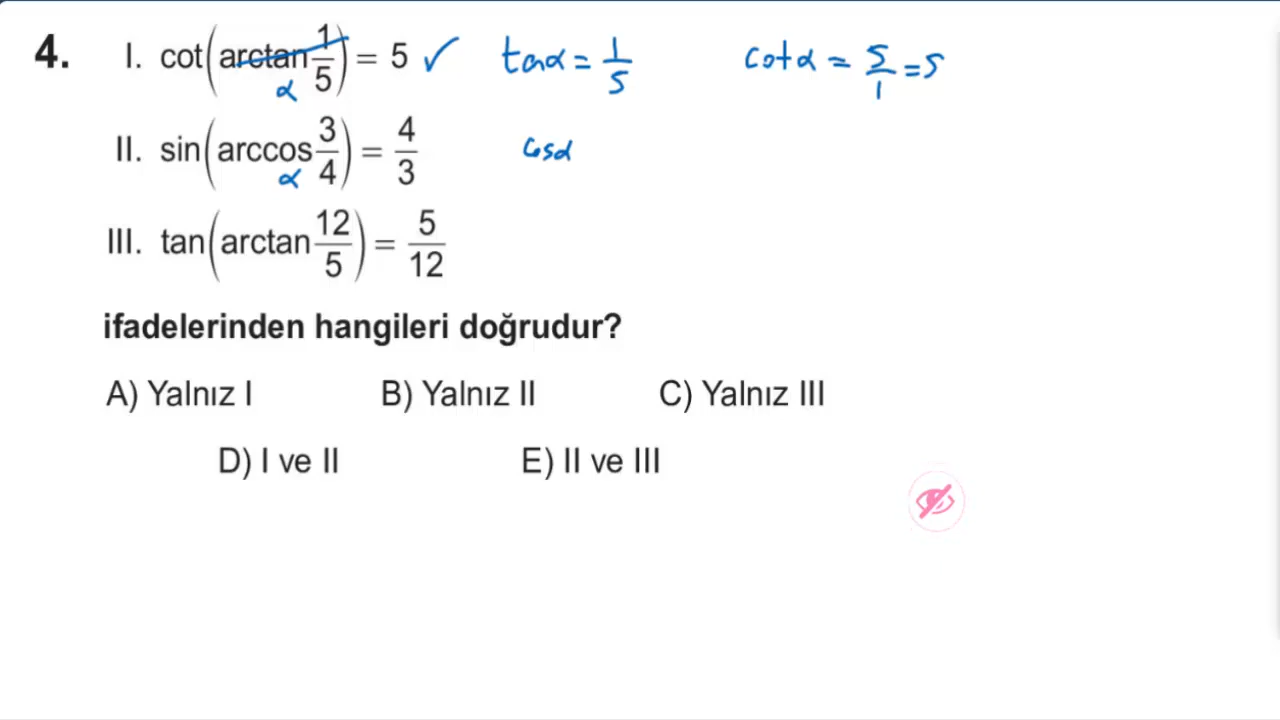 4. I. cot(arctan 1/5) = 5 ✓ tanα = 1/5 cotα = 5/1 = 5
α
II. sin(arccos 3/4) = 4/3 cosα
α
III. tan(arctan 12/5) = 5/12
ifadelerinden hangileri doğrudur?
A) Yalnız I B) Yalnız II C) Yalnız III
D) I ve II E) II ve III